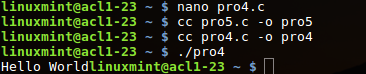 linuxmint@acl1-23 ~ $ nano pro4.c
linuxmint@acl1-23 ~ $ cc pro5.c -o pro5
linuxmint@acl1-23 ~ $ cc pro4.c -o pro4
linuxmint@acl1-23 ~ $ ./pro4
Hello Worldlinuxmint@acl1-23 ~ $